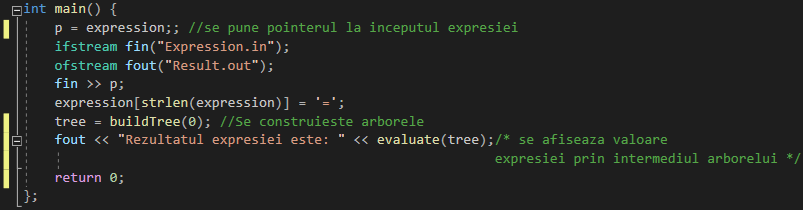 int main() {
p = expression;; //se pune pointerul la inceputul expresiei
ifstream fin("Expression.in");
ofstream fout("Result.out");
fin >> p;
expression[strlen(expression)] = '=';
tree = buildTree(0); //Se construieste arborele
fout << "Rezultatul expresiei este: " << evaluate(tree);/* se afiseaza valoare
expresiei prin intermediul arborelui */
return 0;
};